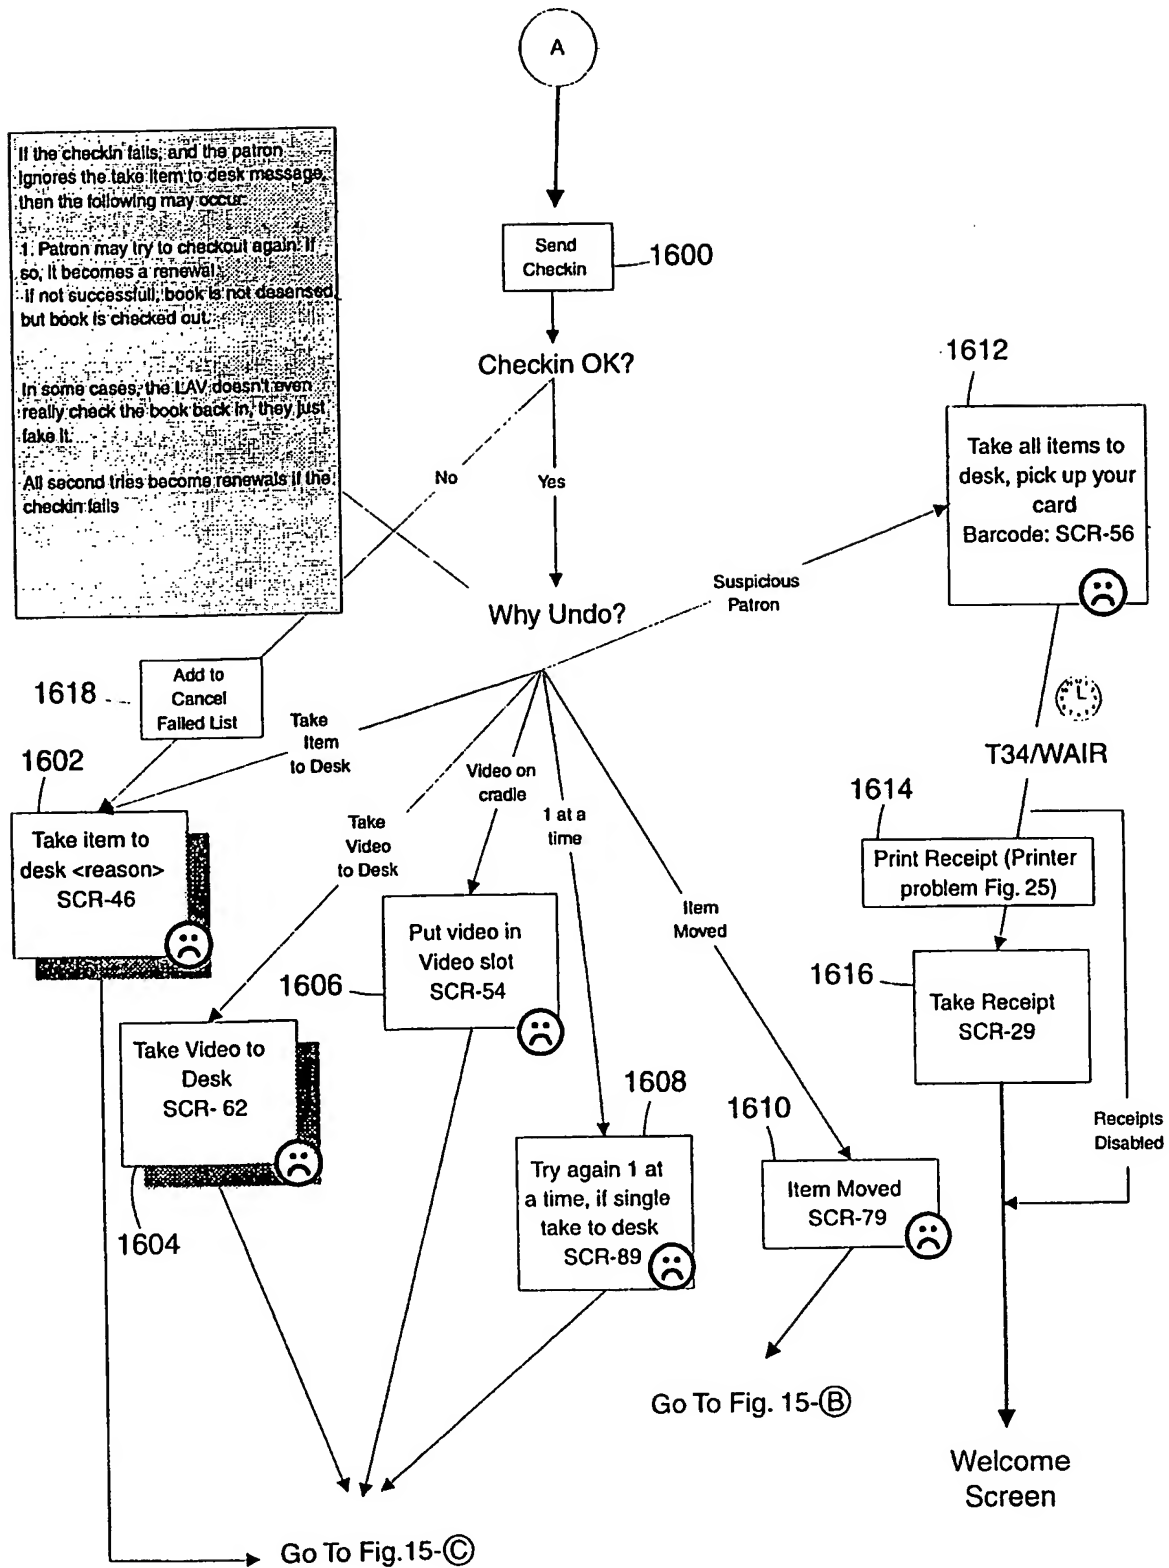 A
If the checkin fails, and the patron
ignores the take item to desk message,
then the following may occur:
1. Patron may try to checkout again. If
so, it becomes a renewal.
If not successfull, book is not desensed
but book is checked out.
In some cases, the LAV doesn't even
really check the book back in, they just
fake it.
All second tries become renewals if the
checkin fails
Send
Checkin
1600
Checkin OK?
No
Yes
Why Undo?
Suspicious
Patron
1612
Take all items to
desk, pick up your
card
Barcode: SCR-56
T34/WAIR
1614
Print Receipt (Printer
problem Fig. 25)
1616
Take Receipt
SCR-29
Receipts
Disabled
Welcome
Screen
1618
Add to
Cancel
Failed List
1602
Take
Item
to Desk
Take item to
desk <reason>
SCR-46
Take
Video
to Desk
Take Video to
Desk
SCR- 62
1604
Video on
cradle
1606
Put video in
Video slot
SCR-54
1 at a
time
1608
Try again 1 at
a time, if single
take to desk
SCR-89
Item
Moved
1610
Item Moved
SCR-79
Go To Fig. 15-Ⓑ
Go To Fig.15-Ⓒ